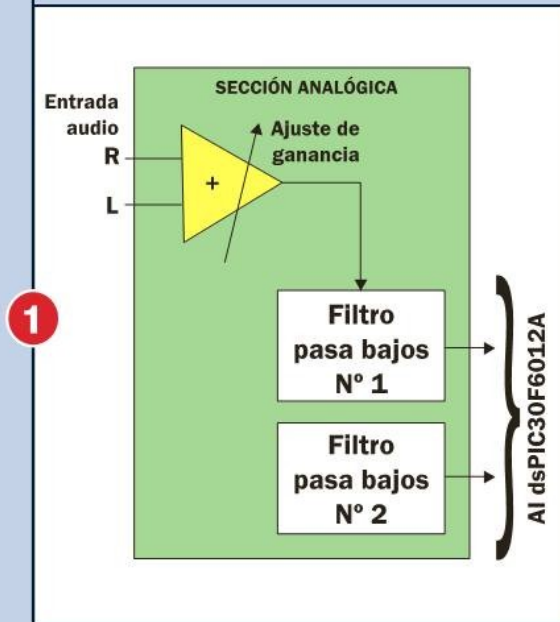 SECCIÓN ANALÓGICA
Entrada
audio
R
L
+
Ajuste de
ganancia
1
Filtro
pasa bajos
Nº 1
Filtro
pasa bajos
Nº 2
Al dsPIC30F6012A